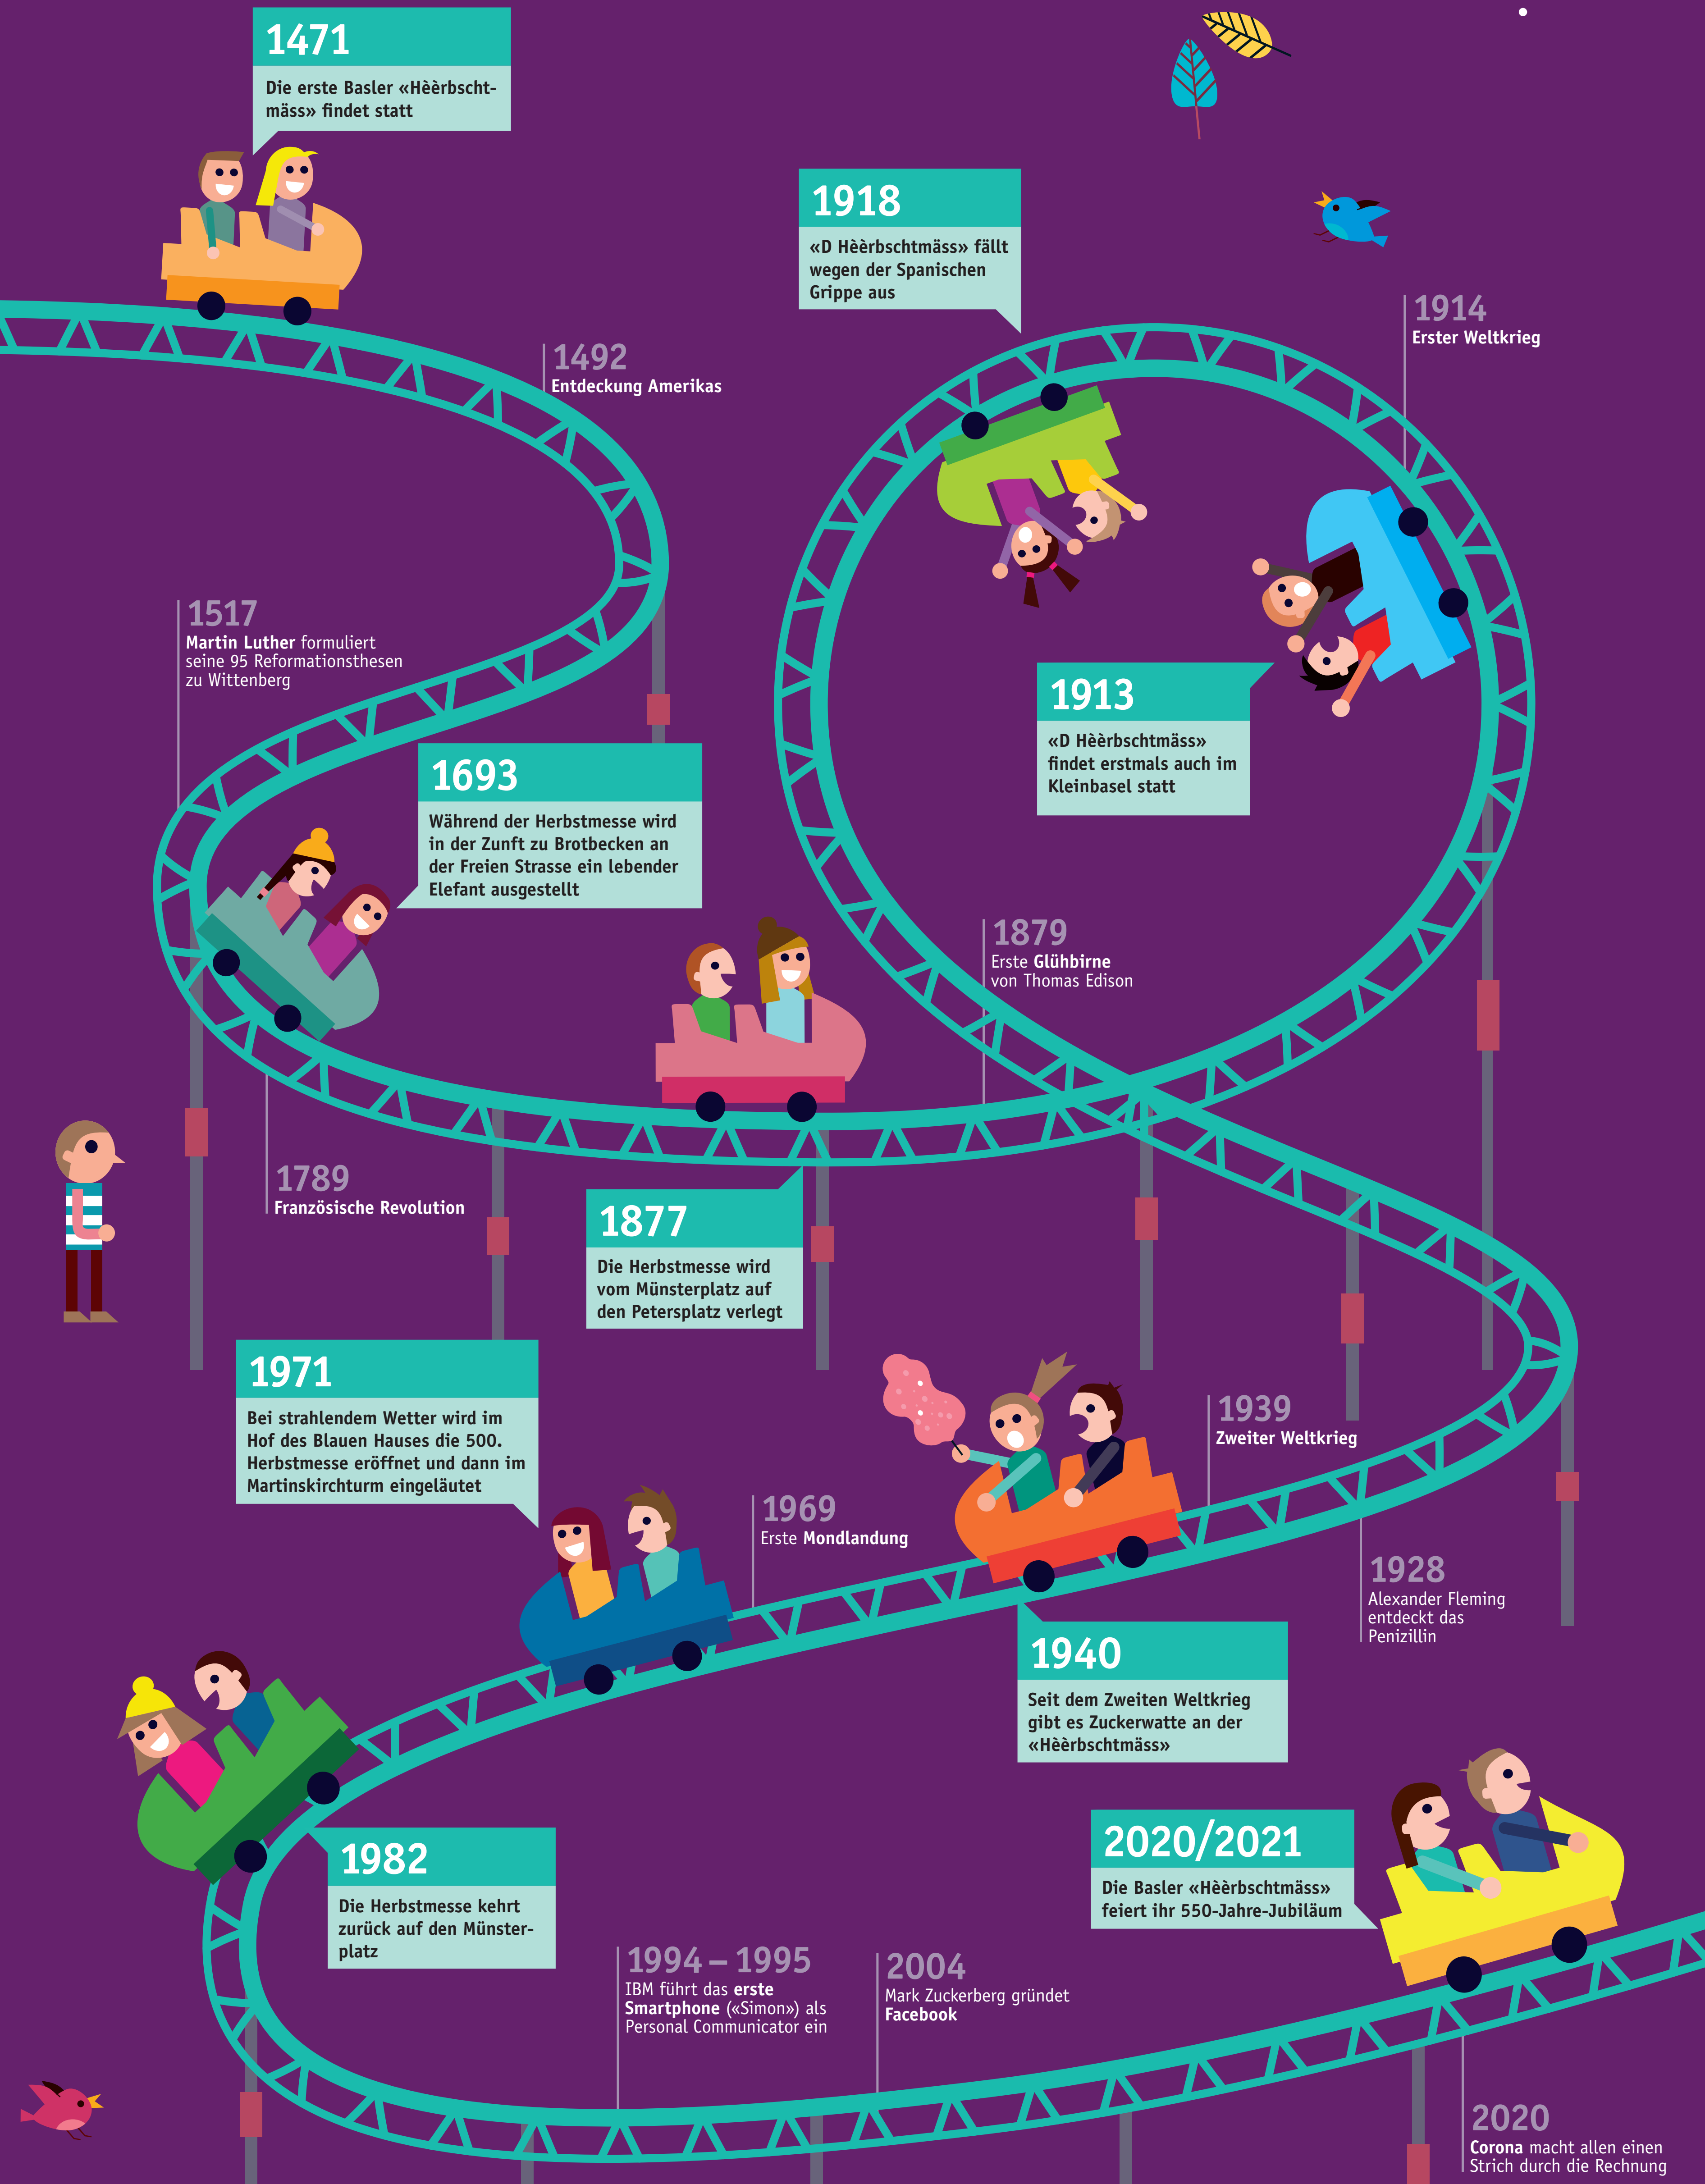 1471
Die erste Basler «Hèèrbscht-
mäss» findet statt
1492
Entdeckung Amerikas
1517
Martin Luther formuliert
seine 95 Reformationsthesen
zu Wittenberg
1693
Während der Herbstmesse wird
in der Zunft zu Brotbecken an
der Freien Strasse ein lebender
Elefant ausgestellt
1789
Französische Revolution
1877
Die Herbstmesse wird
vom Münsterplatz auf
den Petersplatz verlegt
1879
Erste Glühbirne
von Thomas Edison
1913
«D Hèèrbschtmäss»
findet erstmals auch im
Kleinbasel statt
1914
Erster Weltkrieg
1918
«D Hèèrbschtmäss» fällt
wegen der Spanischen
Grippe aus
1928
Alexander Fleming
entdeckt das
Penizillin
1939
Zweiter Weltkrieg
1940
Seit dem Zweiten Weltkrieg
gibt es Zuckerwatte an der
«Hèèrbschtmäss»
1969
Erste Mondlandung
1971
Bei strahlendem Wetter wird im
Hof des Blauen Hauses die 500.
Herbstmesse eröffnet und dann im
Martinskirchturm eingeläutet
1982
Die Herbstmesse kehrt
zurück auf den Münster-
platz
1994 – 1995
IBM führt das erste
Smartphone («Simon») als
Personal Communicator ein
2004
Mark Zuckerberg gründet
Facebook
2020
Corona macht allen einen
Strich durch die Rechnung
2020/2021
Die Basler «Hèèrbschtmäss»
feiert ihr 550-Jahre-Jubiläum